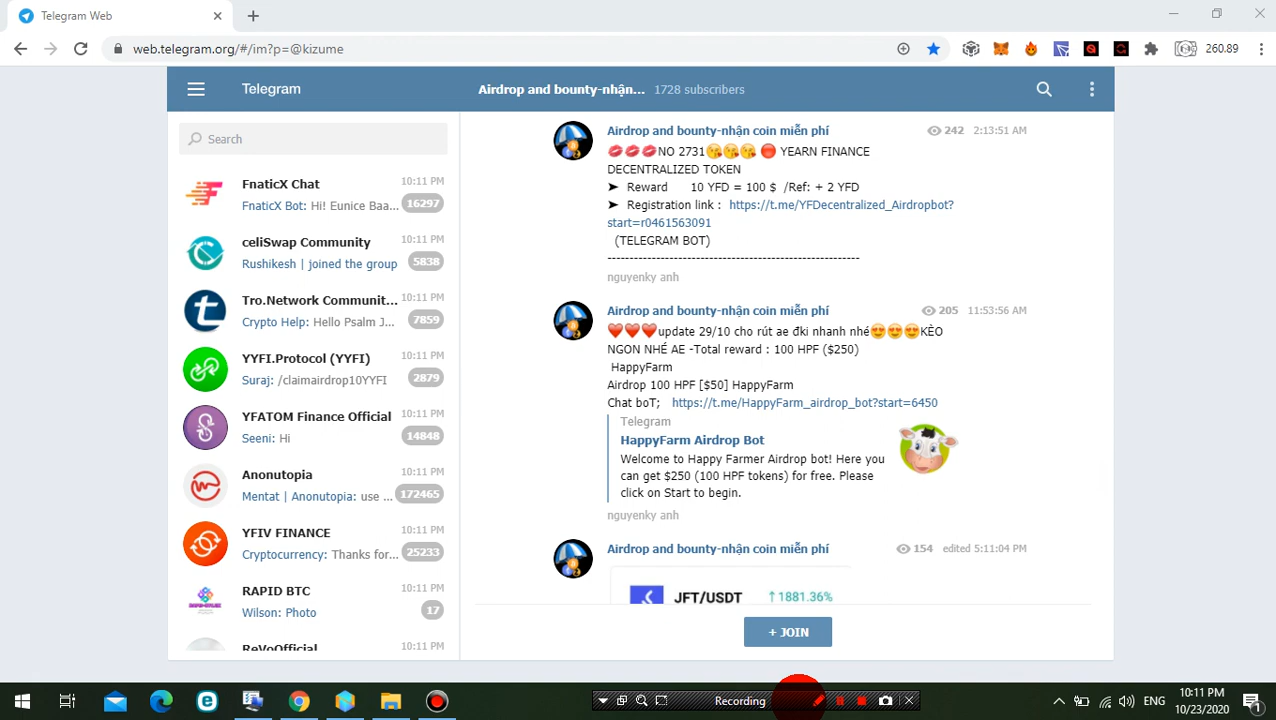 Telegram Web
web.telegram.org/#/im?p=@kizume
260.89
Telegram
Airdrop and bounty-nhận... 1728 subscribers
Search
FnaticX Chat 10:11 PM
FnaticX Bot: Hi! Eunice Baa... 16297
celiSwap Community 10:11 PM
Rushikesh | joined the group 5838
Tro.Network Communit... 10:11 PM
Crypto Help: Hello Psalm J... 7859
YYFI.Protocol (YYFI) 10:11 PM
Suraj: /claimairdrop10YYFI 2879
YFATOM Finance Official 10:11 PM
Seeni: Hi 14848
Anonutopia 10:11 PM
Mentat | Anonutopia: use ... 172465
YFIV FINANCE 10:11 PM
Cryptocurrency: Thanks for... 25233
RAPID BTC 10:11 PM
Wilson: Photo 17
ReVoOfficial 10:11 PM
Airdrop and bounty-nhận coin miễn phí 242 2:13:51 AM
💋💋💋NO 2731😘😘😘 🔴 YEARN FINANCE
DECENTRALIZED TOKEN
➤ Reward 10 YFD = 100 $ /Ref: + 2 YFD
➤ Registration link : https://t.me/YFDecentralized_Airdropbot?
start=r0461563091
(TELEGRAM BOT)
---------------------------------------------------------
nguyenky anh
Airdrop and bounty-nhận coin miễn phí 205 11:53:56 AM
❤️❤️❤️update 29/10 cho rút ae đki nhanh nhé😍😍😍KÈO
NGON NHÉ AE -Total reward : 100 HPF ($250)
HappyFarm
Airdrop 100 HPF [$50] HappyFarm
Chat boT; https://t.me/HappyFarm_airdrop_bot?start=6450
Telegram
HappyFarm Airdrop Bot
Welcome to Happy Farmer Airdrop bot! Here you
can get $250 (100 HPF tokens) for free. Please
click on Start to begin.
nguyenky anh
Airdrop and bounty-nhận coin miễn phí 154 edited 5:11:04 PM
JFT/USDT ↑1881.36%
+ JOIN
Recording
ENG
10:11 PM
10/23/2020
1